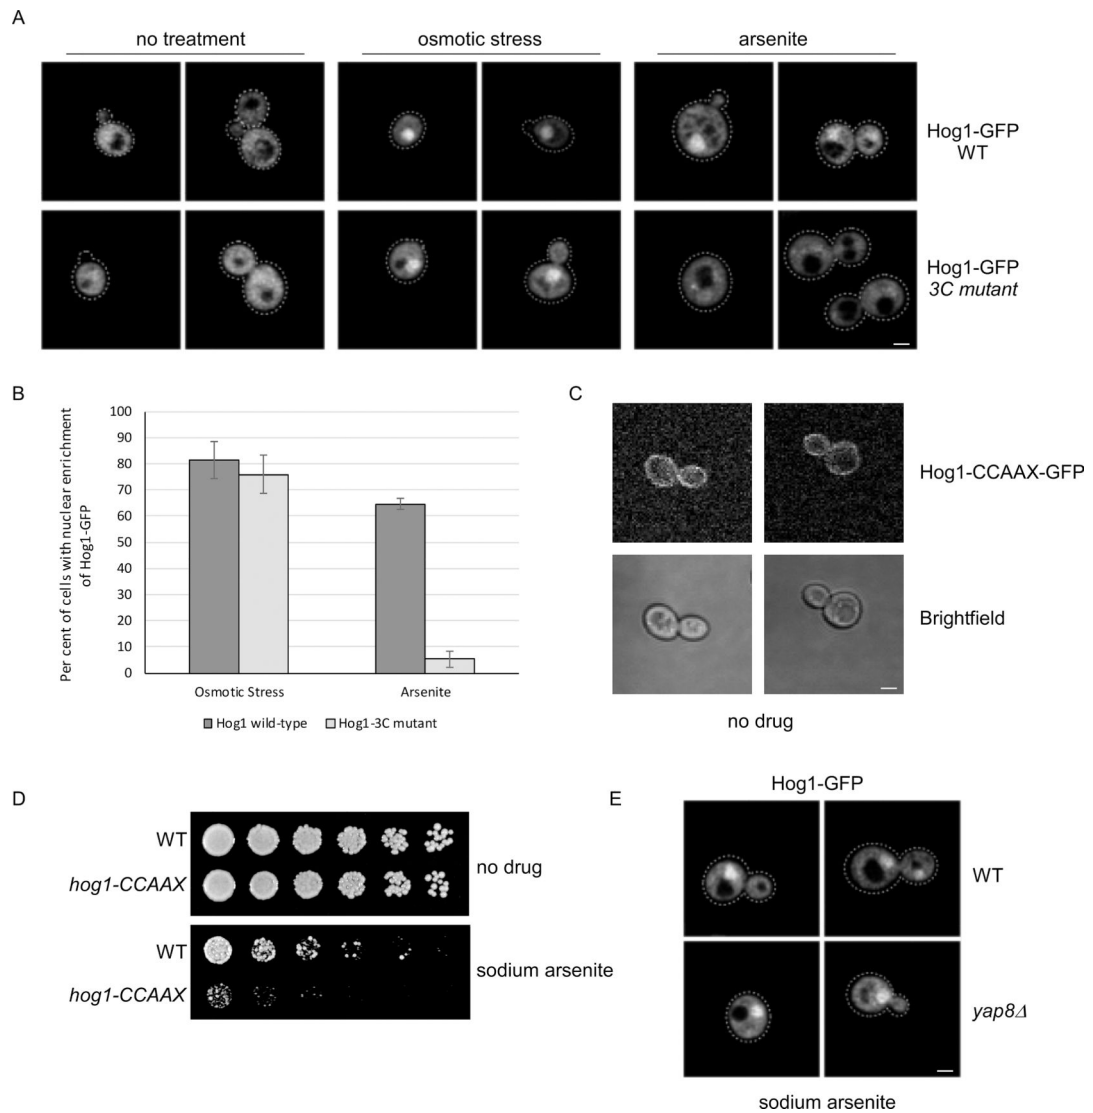 A
no treatment
osmotic stress
arsenite
Hog1-GFP
WT
Hog1-GFP
3C mutant
B
Per cent of cells with nuclear enrichment
of Hog1-GFP
100
90
80
70
60
50
40
30
20
10
0
Osmotic Stress
Arsenite
Hog1 wild-type
Hog1-3C mutant
C
Hog1-CCAAX-GFP
Brightfield
no drug
D
WT
hog1-CCAAX
no drug
WT
hog1-CCAAX
sodium arsenite
E
Hog1-GFP
WT
yap8Δ
sodium arsenite